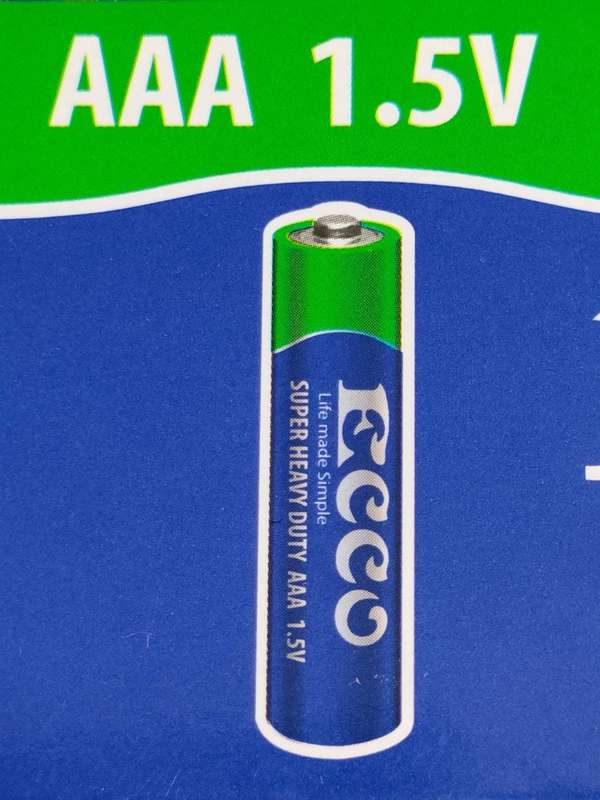 AAA 1.5V
ECCO
Life made Simple
SUPER HEAVY DUTY AAA 1.5V